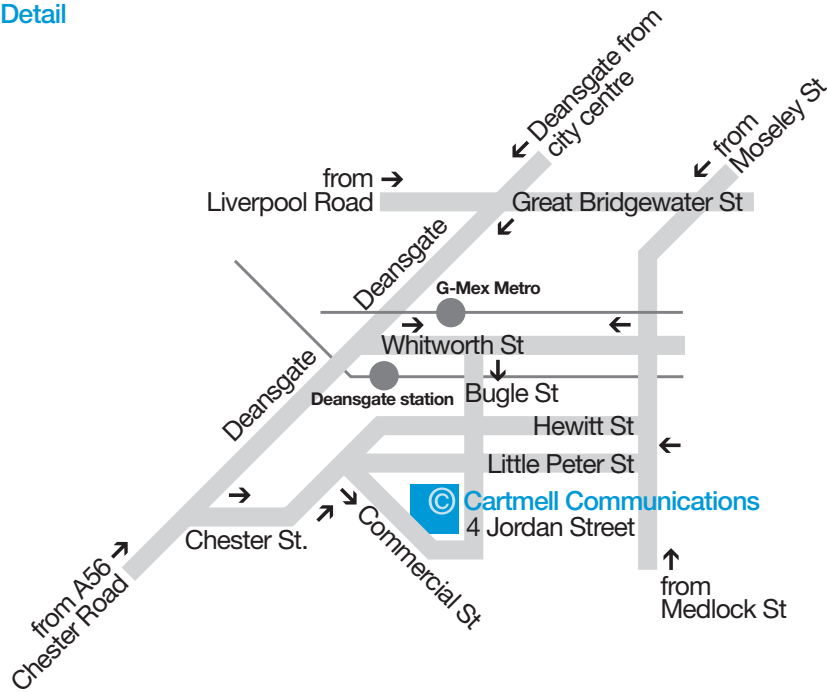 Detail
Deansgate from
city centre
from
Moseley St
from
Liverpool Road
Great Bridgewater St
Deansgate
G-Mex Metro
Whitworth St
Deansgate
Deansgate station
Bugle St
Hewitt St
Little Peter St
© Cartmell Communications
4 Jordan Street
Chester St.
Commercial St
from A56
Chester Road
from
Medlock St